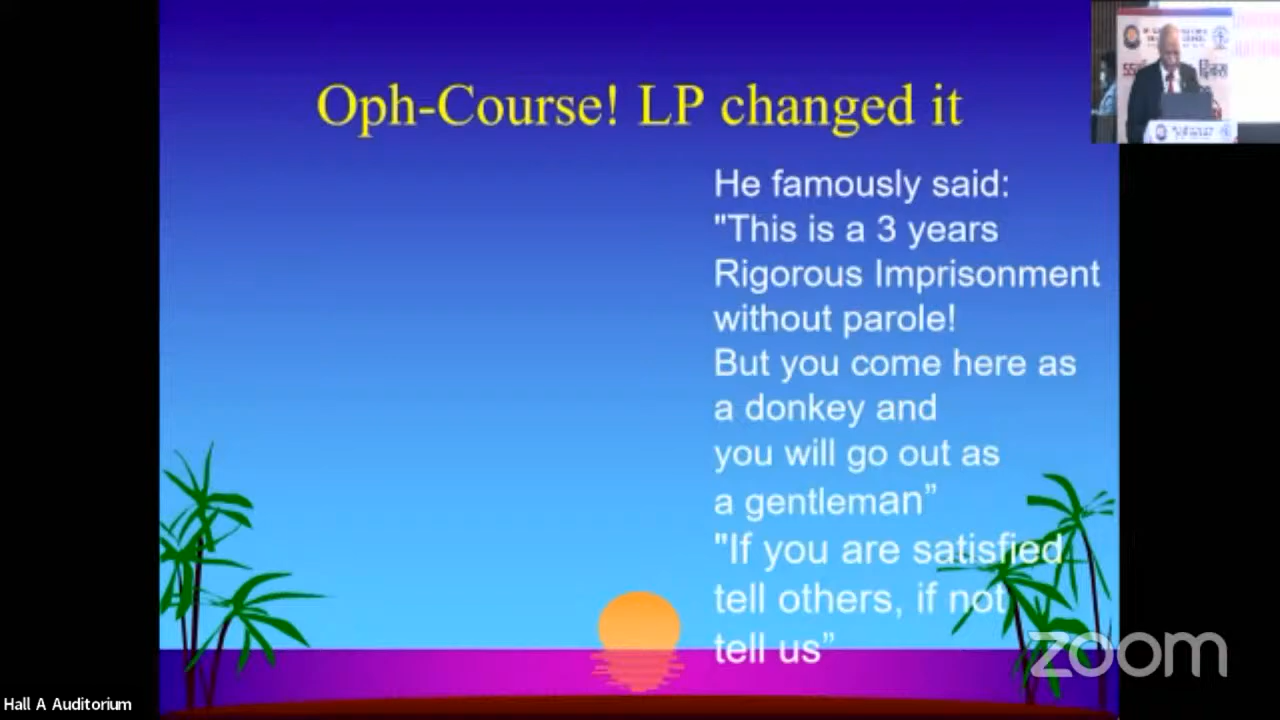 Oph-Course! LP changed it
He famously said:
"This is a 3 years
Rigorous Imprisonment
without parole!
But you come here as
a donkey and
you will go out as
a gentleman”
"If you are satisfied
tell others, if not
tell us”
zoom
Hall A Auditorium